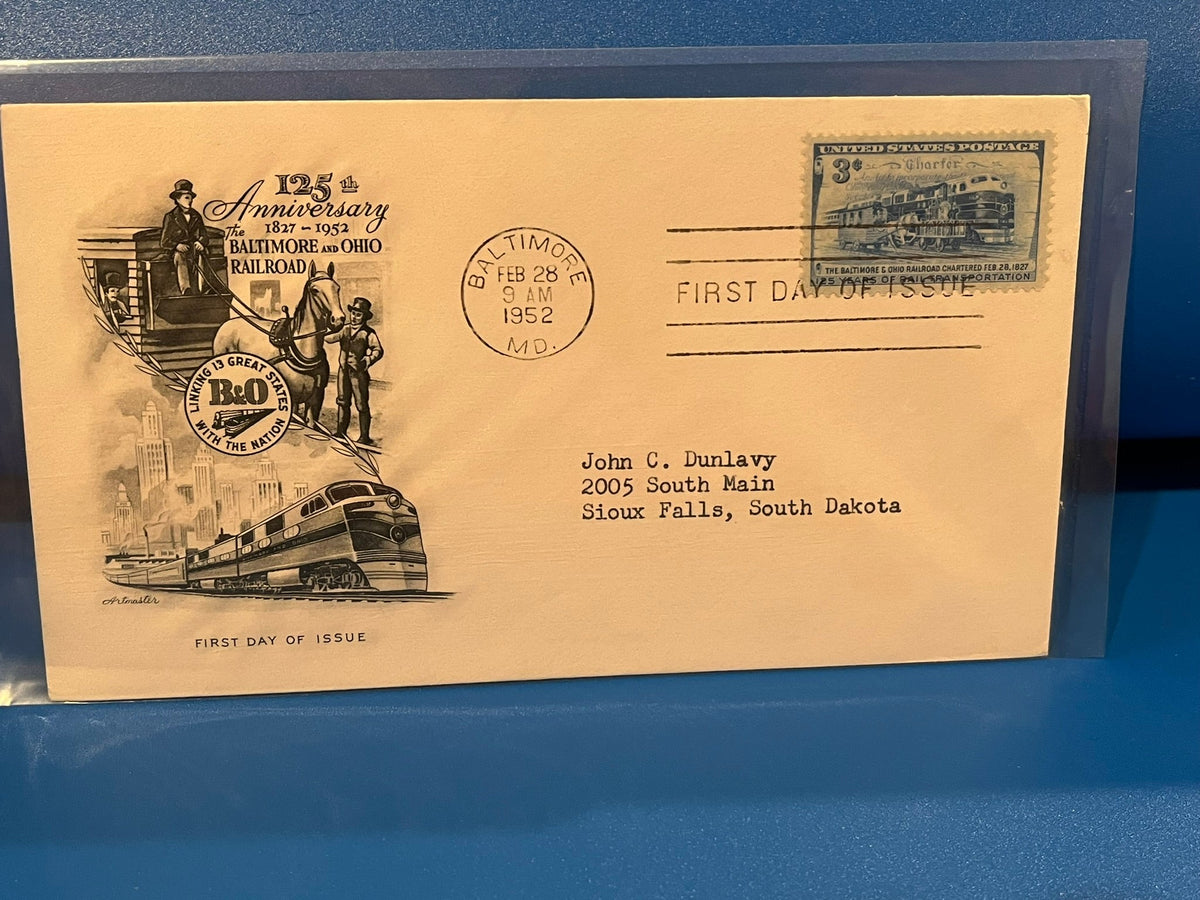 125th
Anniversary
1827 - 1952
The
BALTIMORE AND OHIO
RAILROAD
LINKING 13 GREAT STATES
B&O
WITH THE NATION
Artmaster
FIRST DAY OF ISSUE
BALTIMORE
FEB 28
9 AM
1952
MD.
UNITED STATES POSTAGE
3¢
Charter
THE BALTIMORE & OHIO RAILROAD CHARTERED FEB. 28, 1827
125 YEARS OF RAIL TRANSPORTATION
FIRST DAY OF ISSUE
John C. Dunlavy
2005 South Main
Sioux Falls, South Dakota